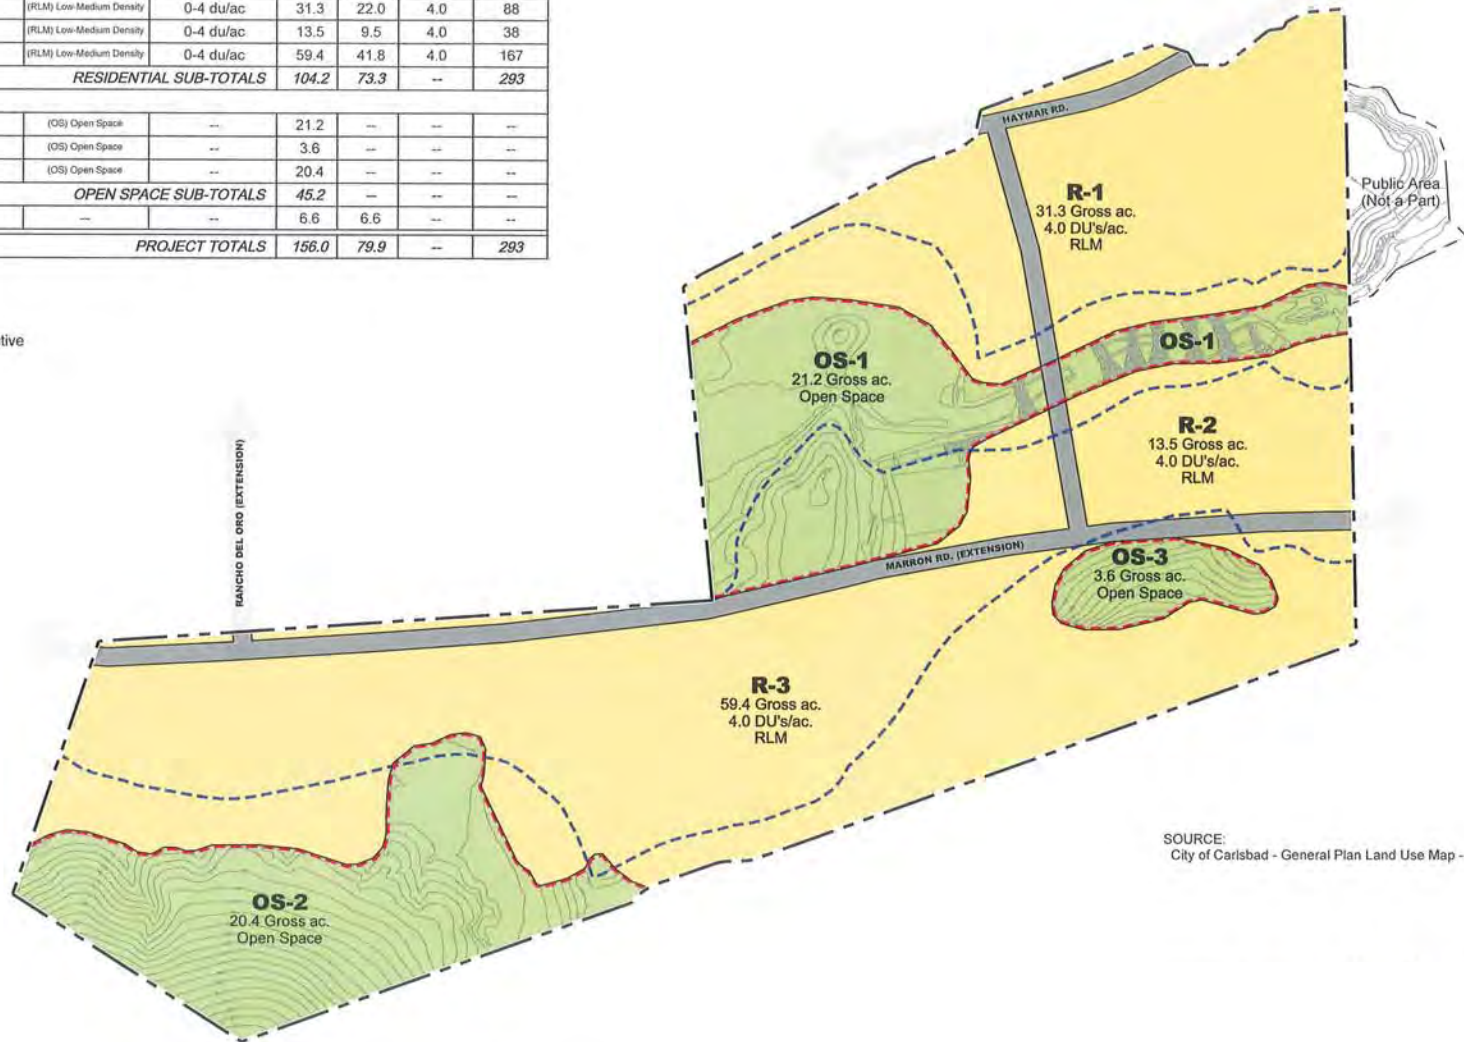 (RLM) Low-Medium Density 0-4 du/ac 31.3 22.0 4.0 88
(RLM) Low-Medium Density 0-4 du/ac 13.5 9.5 4.0 38
(RLM) Low-Medium Density 0-4 du/ac 59.4 41.8 4.0 167
RESIDENTIAL SUB-TOTALS 104.2 73.3 -- 293
(OS) Open Space -- 21.2 -- -- --
(OS) Open Space -- 3.6 -- -- --
(OS) Open Space -- 20.4 -- -- --
OPEN SPACE SUB-TOTALS 45.2 -- -- --
-- -- 6.6 6.6 -- --
PROJECT TOTALS 156.0 79.9 -- 293
tive
HAYMAR RD.
Public Area
(Not a Part)
R-1
31.3 Gross ac.
4.0 DU's/ac.
RLM
OS-1
OS-1
21.2 Gross ac.
Open Space
R-2
13.5 Gross ac.
4.0 DU's/ac.
RLM
RANCHO DEL ORO (EXTENSION)
MARRON RD. (EXTENSION)
OS-3
3.6 Gross ac.
Open Space
R-3
59.4 Gross ac.
4.0 DU's/ac.
RLM
OS-2
20.4 Gross ac.
Open Space
SOURCE:
City of Carlsbad - General Plan Land Use Map -